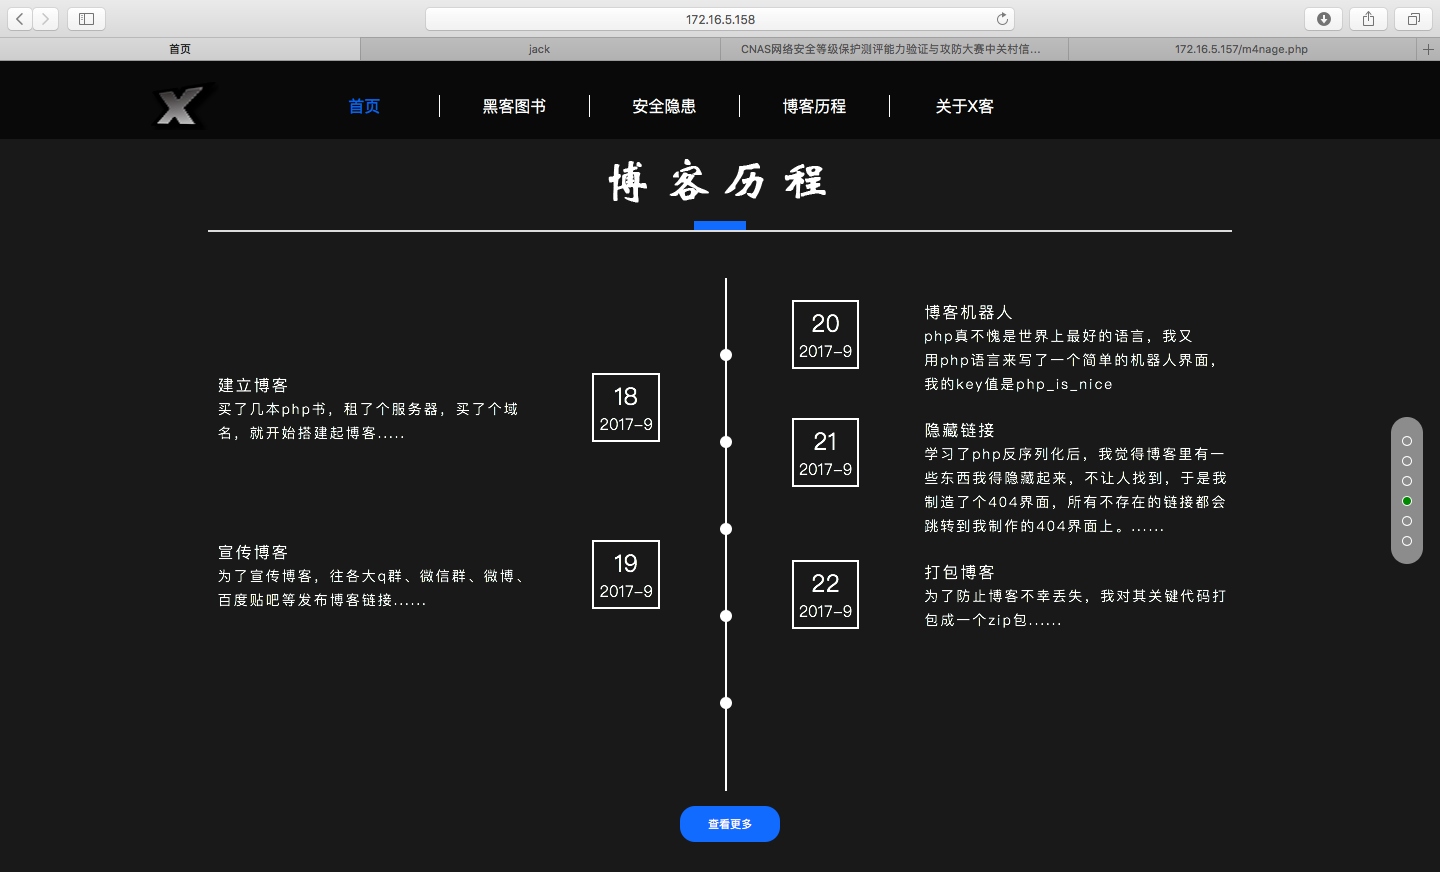 172.16.5.158
首页
jack
CNAS网络安全等级保护测评能力验证与攻防大赛中关村信...
172.16.5.157/m4nage.php
X
首页
黑客图书
安全隐患
博客历程
关于X客
博客历程
建立博客
买了几本php书，租了个服务器，买了个域
名，就开始搭建起博客.....
18
2017-9
宣传博客
为了宣传博客，往各大q群、微信群、微博、
百度贴吧等发布博客链接......
19
2017-9
20
2017-9
博客机器人
php真不愧是世界上最好的语言，我又
用php语言来写了一个简单的机器人界面，
我的key值是php_is_nice
21
2017-9
隐藏链接
学习了php反序列化后，我觉得博客里有一
些东西我得隐藏起来，不让人找到，于是我
制造了个404界面，所有不存在的链接都会
跳转到我制作的404界面上。......
22
2017-9
打包博客
为了防止博客不幸丢失，我对其关键代码打
包成一个zip包......
查看更多